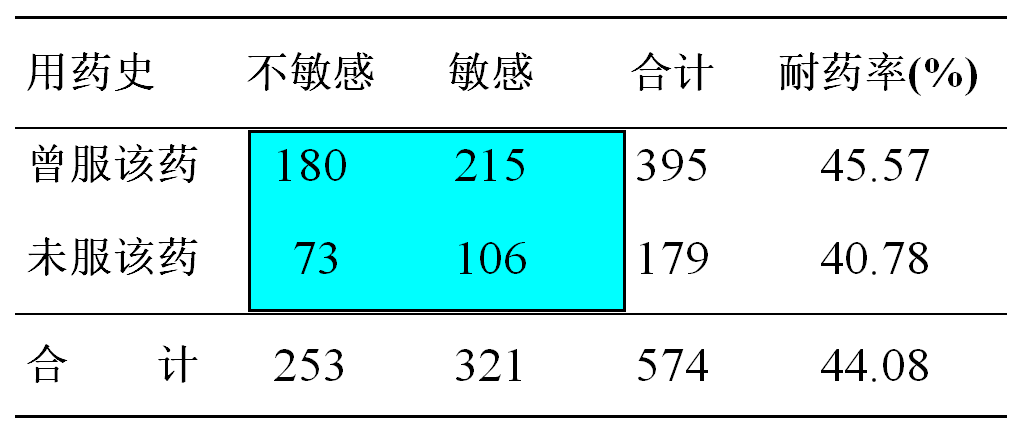 用药史 不敏感 敏感 合计 耐药率(%)
曾服该药 180 215 395 45.57
未服该药 73 106 179 40.78
合 计 253 321 574 44.08